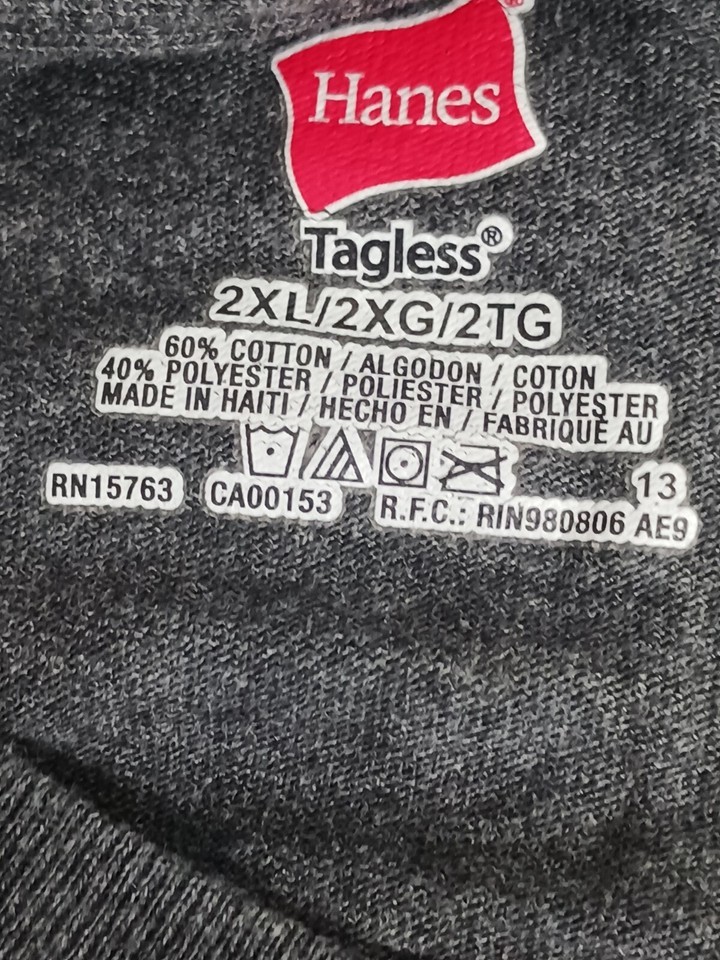 Hanes®
Tagless®
2XL/2XG/2TG
60% COTTON / ALGODON / COTON
40% POLYESTER / POLIESTER / POLYESTER
MADE IN HAITI / HECHO EN / FABRIQUÉ AU
13
RN15763 CA00153 R.F.C.: RIN980806 AE9